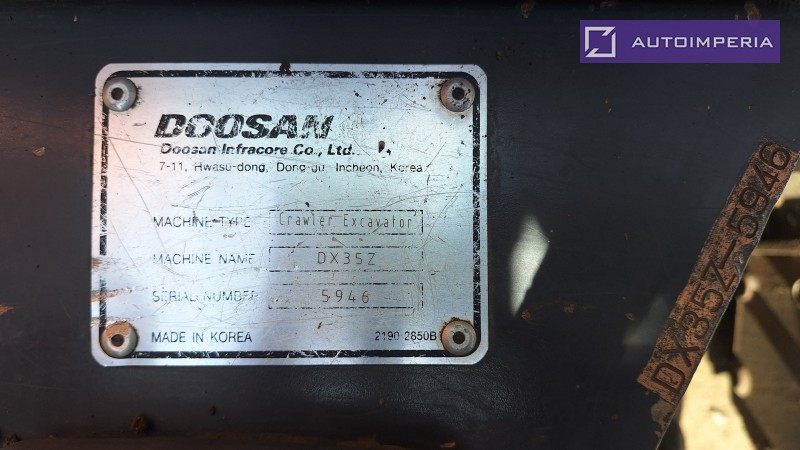 AUTOIMPERIA
DOOSAN
Doosan Infracore Co., Ltd.
7-11, Hwasu-dong, Dong-gu Incheon, Korea
MACHINE TYPE Crawler Excavator
MACHINE NAME DX35Z
SERIAL NUMBER 5946
MADE IN KOREA 2190-2650B
DX35Z-5946